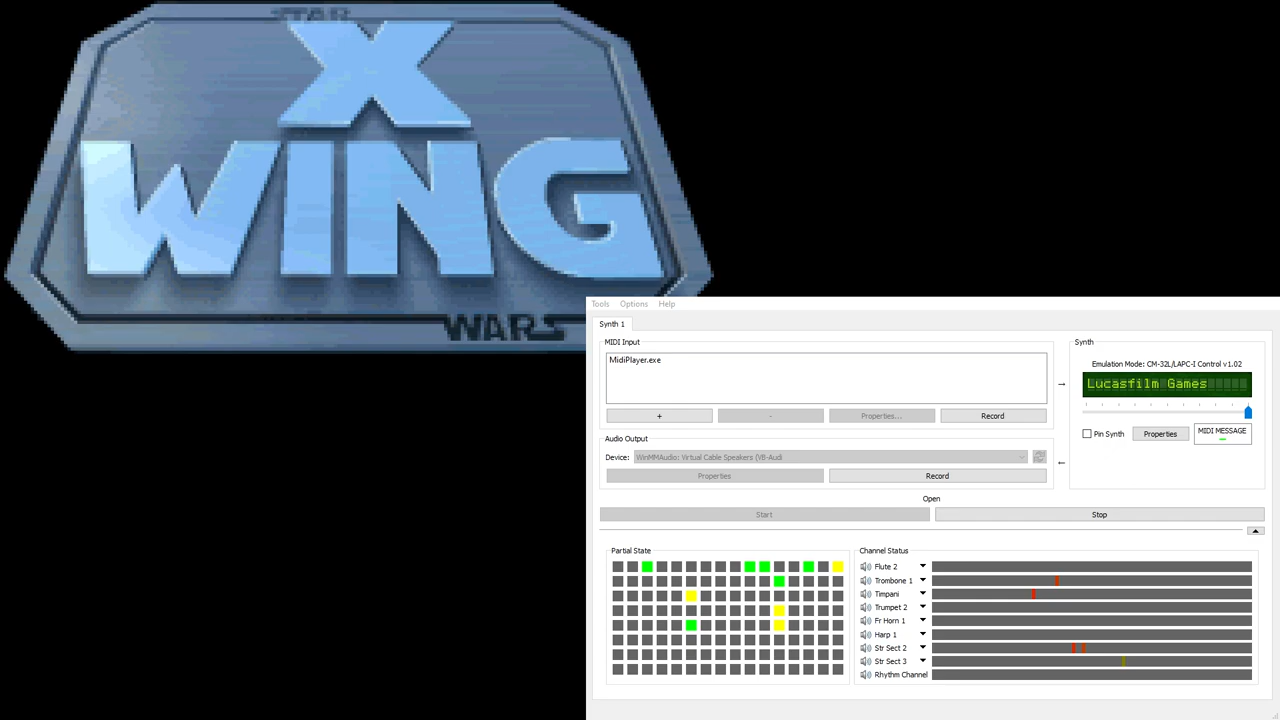 STAR
X
WING
WARS
Tools Options Help
Synth 1
MIDI Input
MidiPlayer.exe
+ - Properties... Record
Audio Output
Device: WinMMAudio: Virtual Cable Speakers (VB-Audi
Properties Record
Synth
Emulation Mode: CM-32L/LAPC-I Control v1.02
Lucasfilm Games
Pin Synth Properties MIDI MESSAGE
Open
Start Stop
Partial State
Channel Status
Flute 2
Trombone 1
Timpani
Trumpet 2
Fr Horn 1
Harp 1
Str Sect 2
Str Sect 3
Rhythm Channel